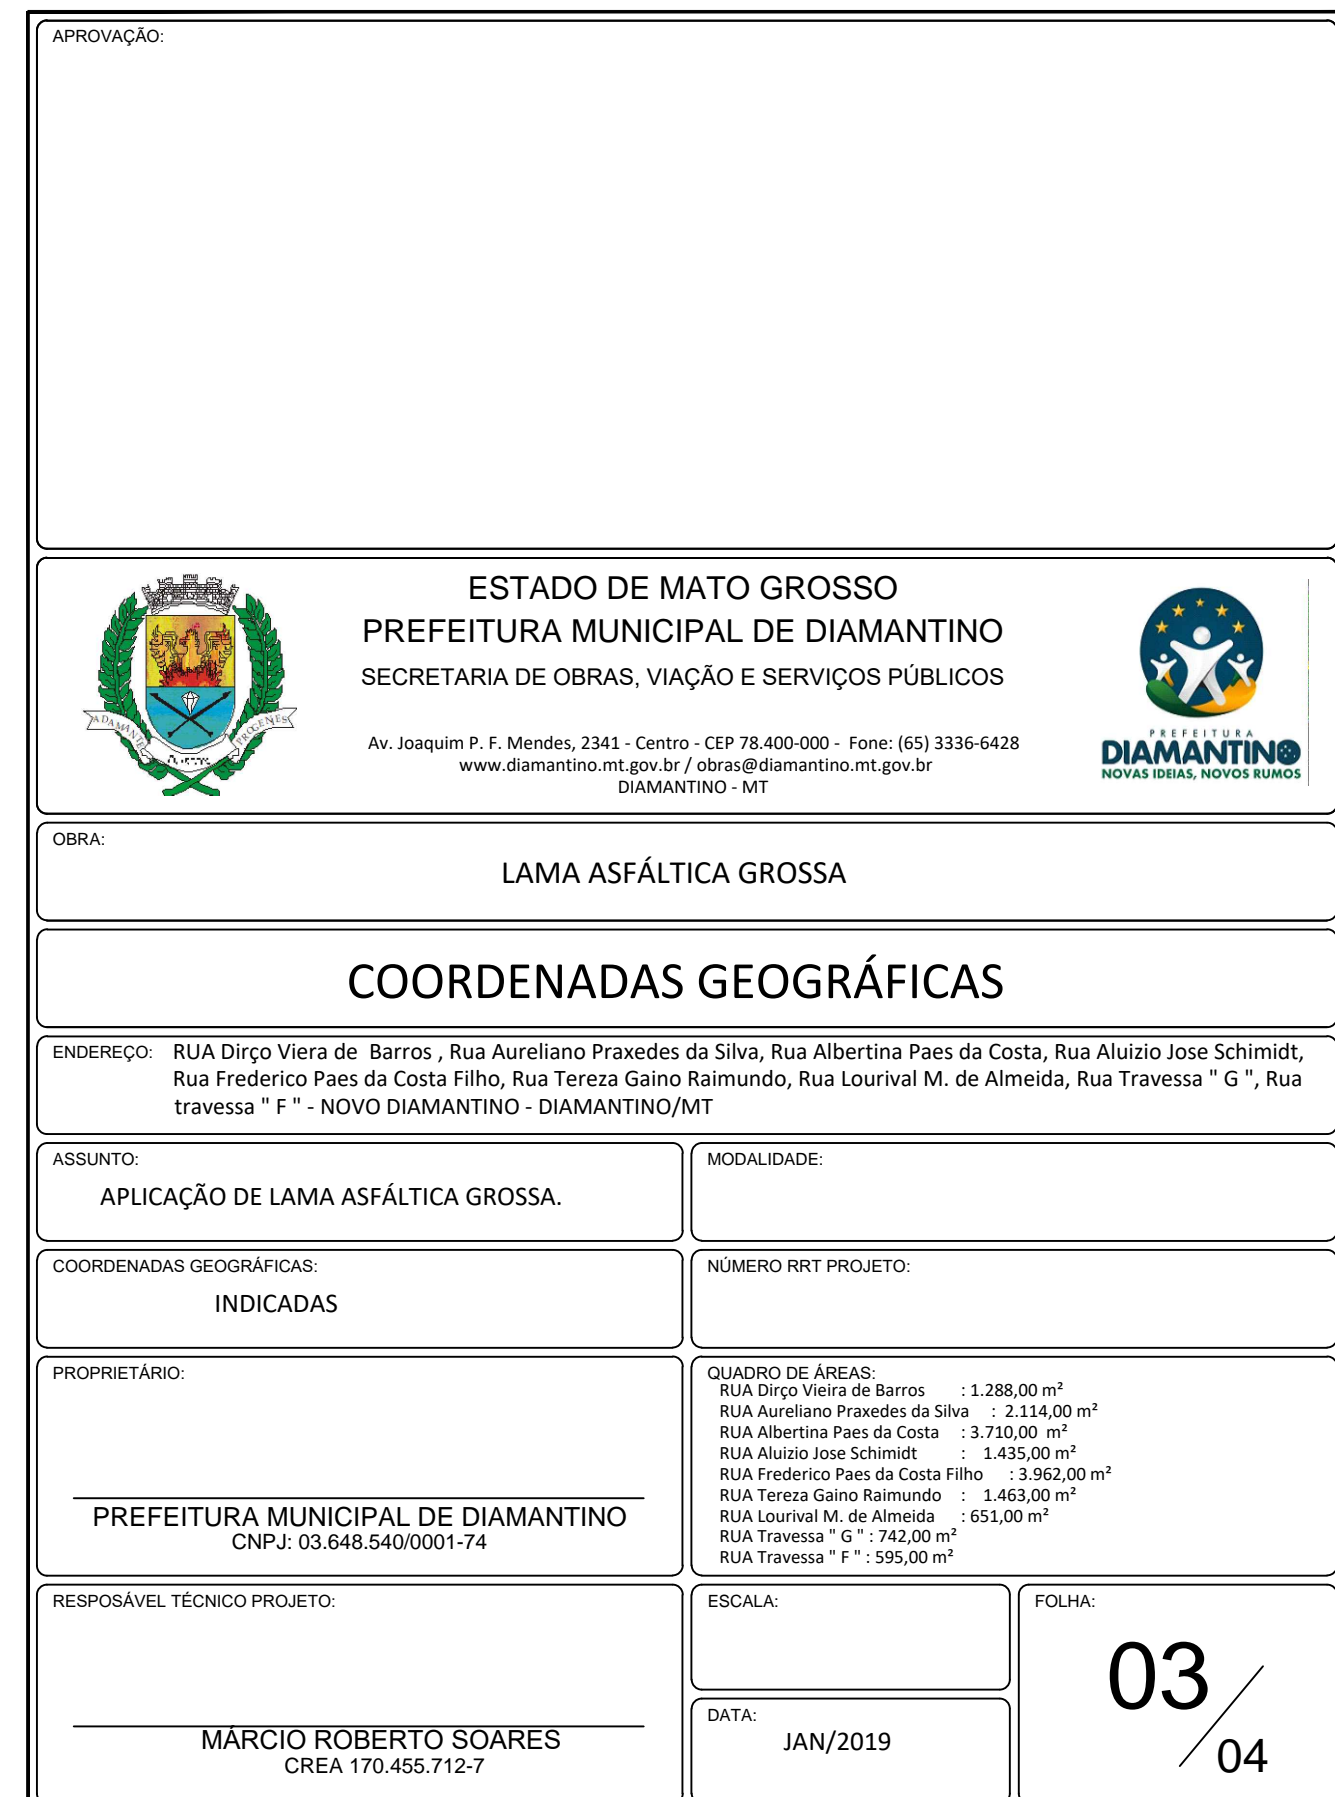 APROVAÇÃO:
ESTADO DE MATO GROSSO
PREFEITURA MUNICIPAL DE DIAMANTINO
SECRETARIA DE OBRAS, VIAÇÃO E SERVIÇOS PÚBLICOS
Av. Joaquim P. F. Mendes, 2341 - Centro - CEP 78.400-000 - Fone: (65) 3336-6428
www.diamantino.mt.gov.br / obras@diamantino.mt.gov.br
DIAMANTINO - MT
ADAMANTE PROGENES
PREFEITURA
DIAMANTINO
NOVAS IDEIAS, NOVOS RUMOS
OBRA:
LAMA ASFÁLTICA GROSSA
COORDENADAS GEOGRÁFICAS
ENDEREÇO: RUA Dirço Viera de Barros , Rua Aureliano Praxedes da Silva, Rua Albertina Paes da Costa, Rua Aluizio Jose Schimidt,
Rua Frederico Paes da Costa Filho, Rua Tereza Gaino Raimundo, Rua Lourival M. de Almeida, Rua Travessa " G ", Rua
travessa " F " - NOVO DIAMANTINO - DIAMANTINO/MT
ASSUNTO:
APLICAÇÃO DE LAMA ASFÁLTICA GROSSA.
MODALIDADE:
COORDENADAS GEOGRÁFICAS:
INDICADAS
NÚMERO RRT PROJETO:
PROPRIETÁRIO:
PREFEITURA MUNICIPAL DE DIAMANTINO
CNPJ: 03.648.540/0001-74
QUADRO DE ÁREAS:
RUA Dirço Vieira de Barros : 1.288,00 m²
RUA Aureliano Praxedes da Silva : 2.114,00 m²
RUA Albertina Paes da Costa : 3.710,00 m²
RUA Aluizio Jose Schimidt : 1.435,00 m²
RUA Frederico Paes da Costa Filho : 3.962,00 m²
RUA Tereza Gaino Raimundo : 1.463,00 m²
RUA Lourival M. de Almeida : 651,00 m²
RUA Travessa " G " : 742,00 m²
RUA Travessa " F " : 595,00 m²
RESPOSÁVEL TÉCNICO PROJETO:
MÁRCIO ROBERTO SOARES
CREA 170.455.712-7
ESCALA:
DATA:
JAN/2019
FOLHA:
03/04